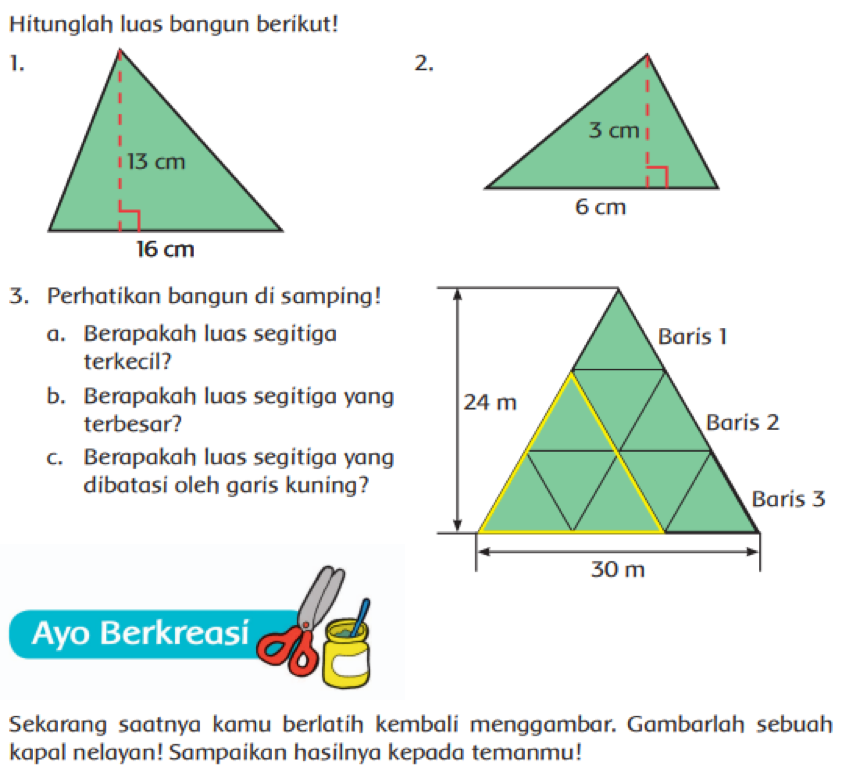 Hitunglah luas bangun berikut!
1.
13 cm
16 cm
2.
3 cm
6 cm
3. Perhatikan bangun di samping!
a. Berapakah luas segitiga
terkecil?
b. Berapakah luas segitiga yang
terbesar?
c. Berapakah luas segitiga yang
dibatasi oleh garis kuning?
Baris 1
24 m
Baris 2
Baris 3
30 m
Ayo Berkreasi
Sekarang saatnya kamu berlatih kembali menggambar. Gambarlah sebuah
kapal nelayan! Sampaikan hasilnya kepada temanmu!